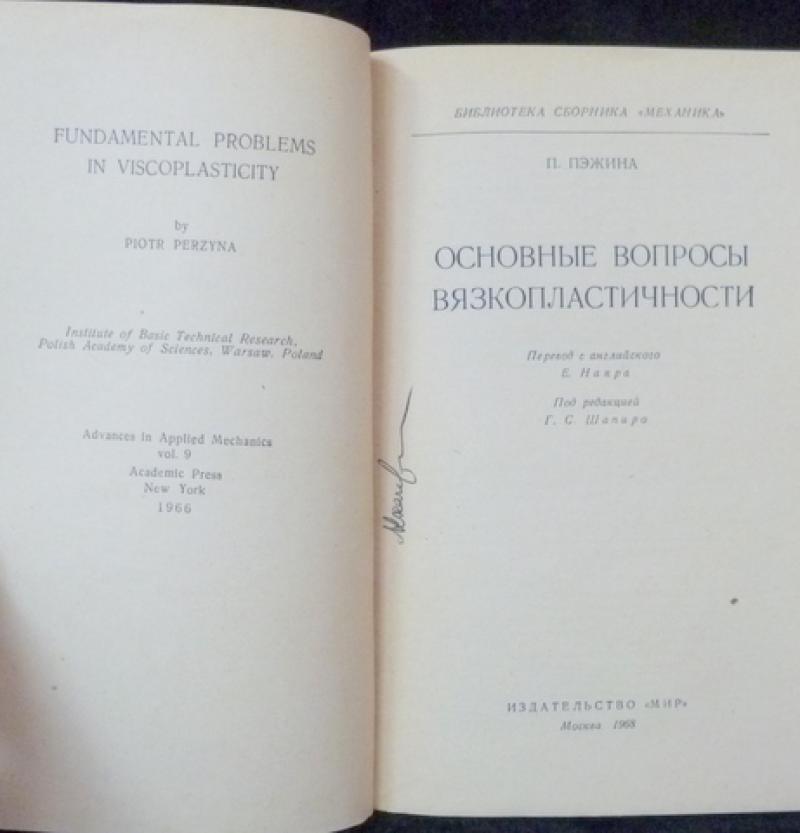 FUNDAMENTAL PROBLEMS
IN VISCOPLASTICITY
by
PIOTR PERZYNA
Institute of Basic Technical Research,
Polish Academy of Sciences, Warsaw, Poland
Advances in Applied Mechanics
vol. 9
Academic Press
New York
1966
БИБЛИОТЕКА СБОРНИКА «МЕХАНИКА»
П. ПЭЖИНА
ОСНОВНЫЕ ВОПРОСЫ
ВЯЗКОПЛАСТИЧНОСТИ
Перевод с английского
Е. Накра
Под редакцией
Г. С. Шапиро
ИЗДАТЕЛЬСТВО «МИР»
Москва 1968